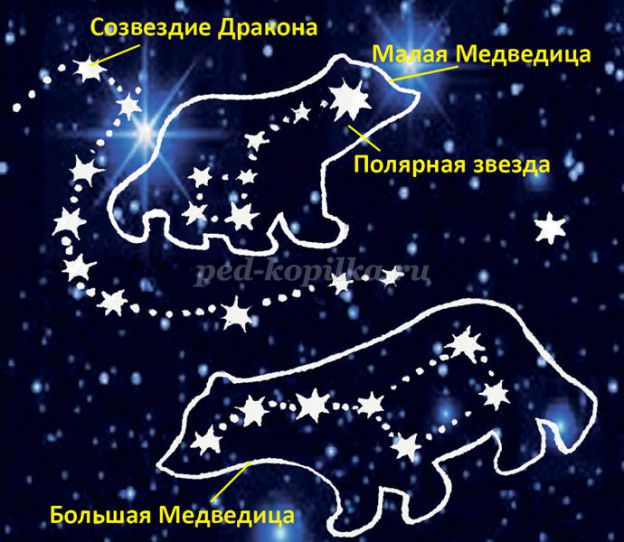 Созвездие Дракона
Малая Медведица
Полярная звезда
ped-kopilka.ru
Большая Медведица